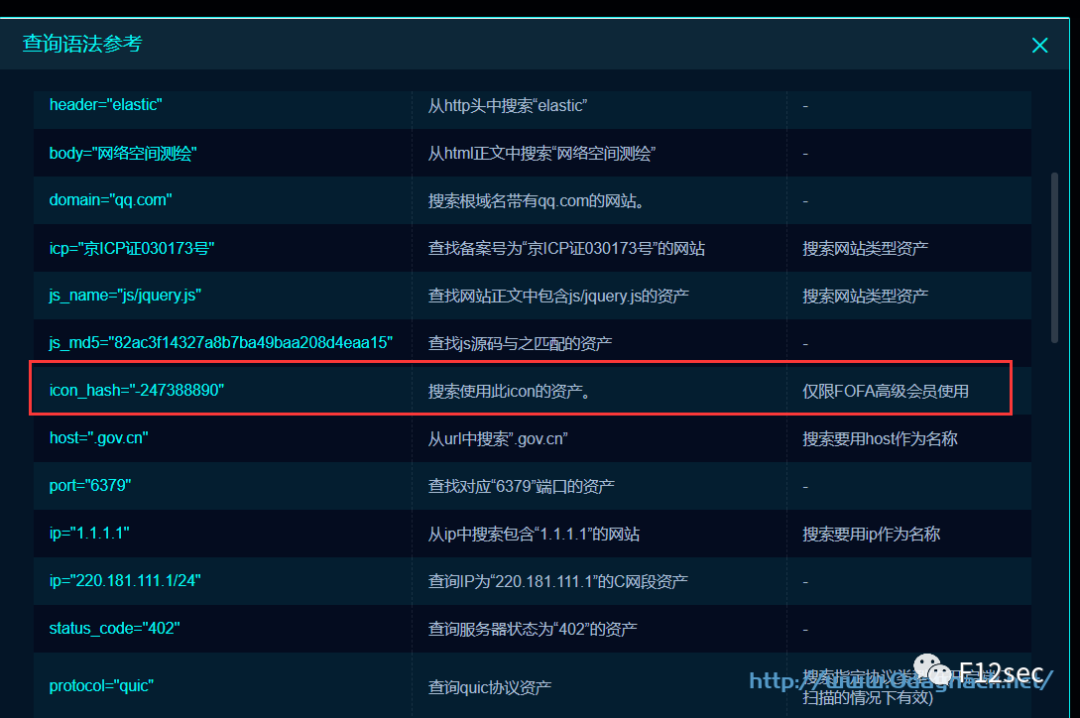 查询语法参考
header="elastic" 从http头中搜索“elastic” -
body="网络空间测绘" 从html正文中搜索“网络空间测绘” -
domain="qq.com" 搜索根域名带有qq.com的网站。 -
icp="京ICP证030173号" 查找备案号为“京ICP证030173号”的网站 搜索网站类型资产
js_name="js/jquery.js" 查找网站正文中包含js/jquery.js的资产 搜索网站类型资产
js_md5="82ac3f14327a8b7ba49baa208d4eaa15" 查找js源码与之匹配的资产 -
icon_hash="-247388890" 搜索使用此icon的资产。 仅限FOFA高级会员使用
host=".gov.cn" 从url中搜索”.gov.cn” 搜索要用host作为名称
port="6379" 查找对应“6379”端口的资产 -
ip="1.1.1.1" 从ip中搜索包含“1.1.1.1”的网站 搜索要用ip作为名称
ip="220.181.111.1/24" 查询IP为“220.181.111.1”的C网段资产 -
status_code="402" 查询服务器状态为“402”的资产 -
protocol="quic" 查询quic协议资产 搜索指定协议类
扫描的情况下有效)
F12sec